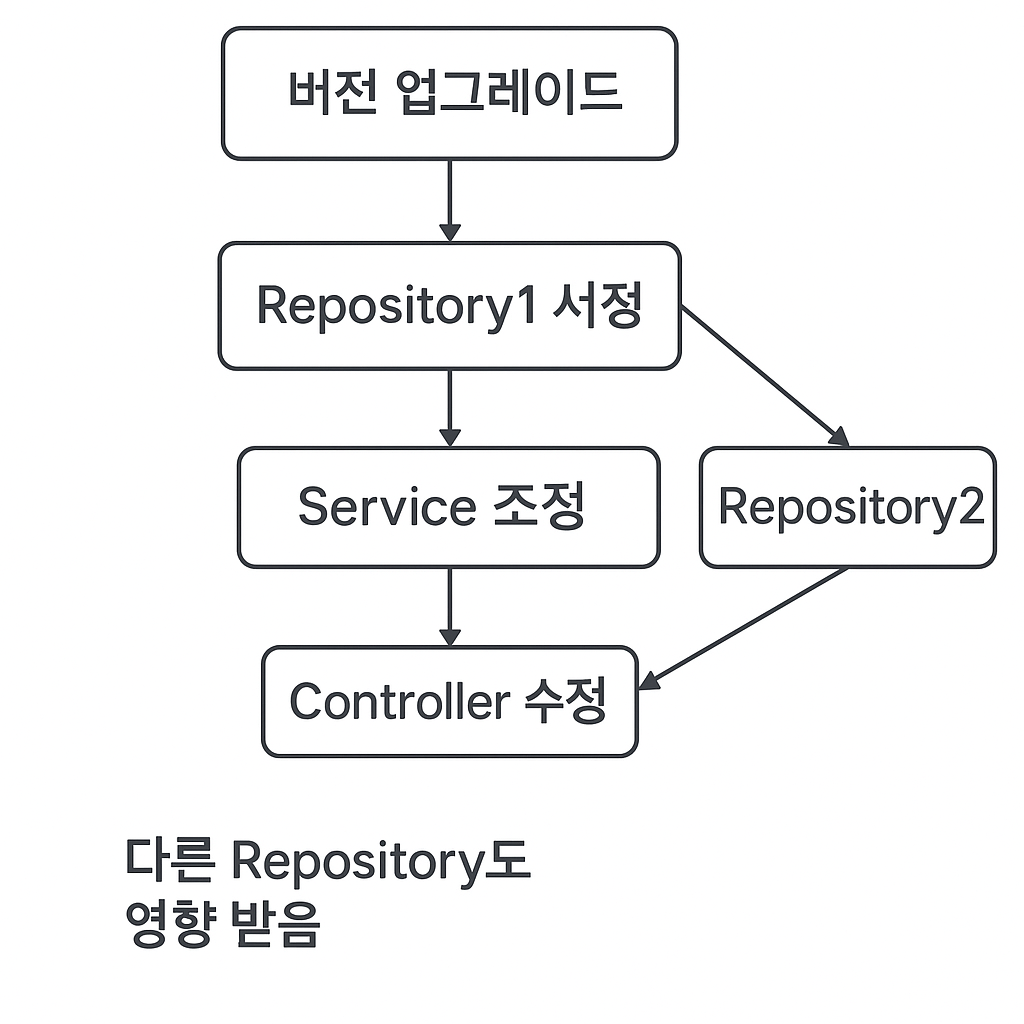 버전 업그레이드
Repository1 서정
Service 조정
Repository2
Controller 수정
다른 Repository도
영향 받음